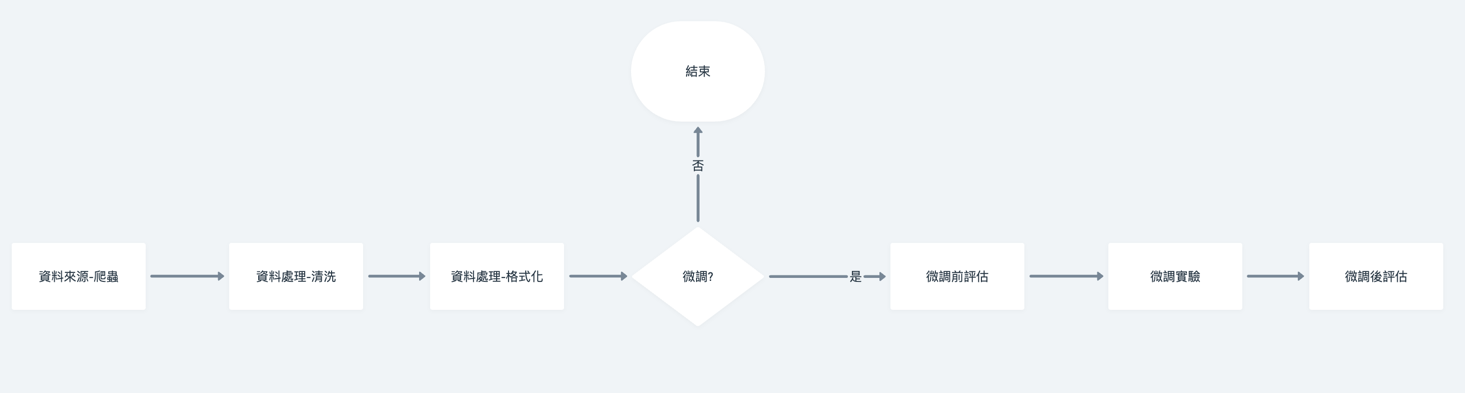 結束
否
資料來源-爬蟲
資料處理-清洗
資料處理-格式化
微調?
是
微調前評估
微調實驗
微調後評估